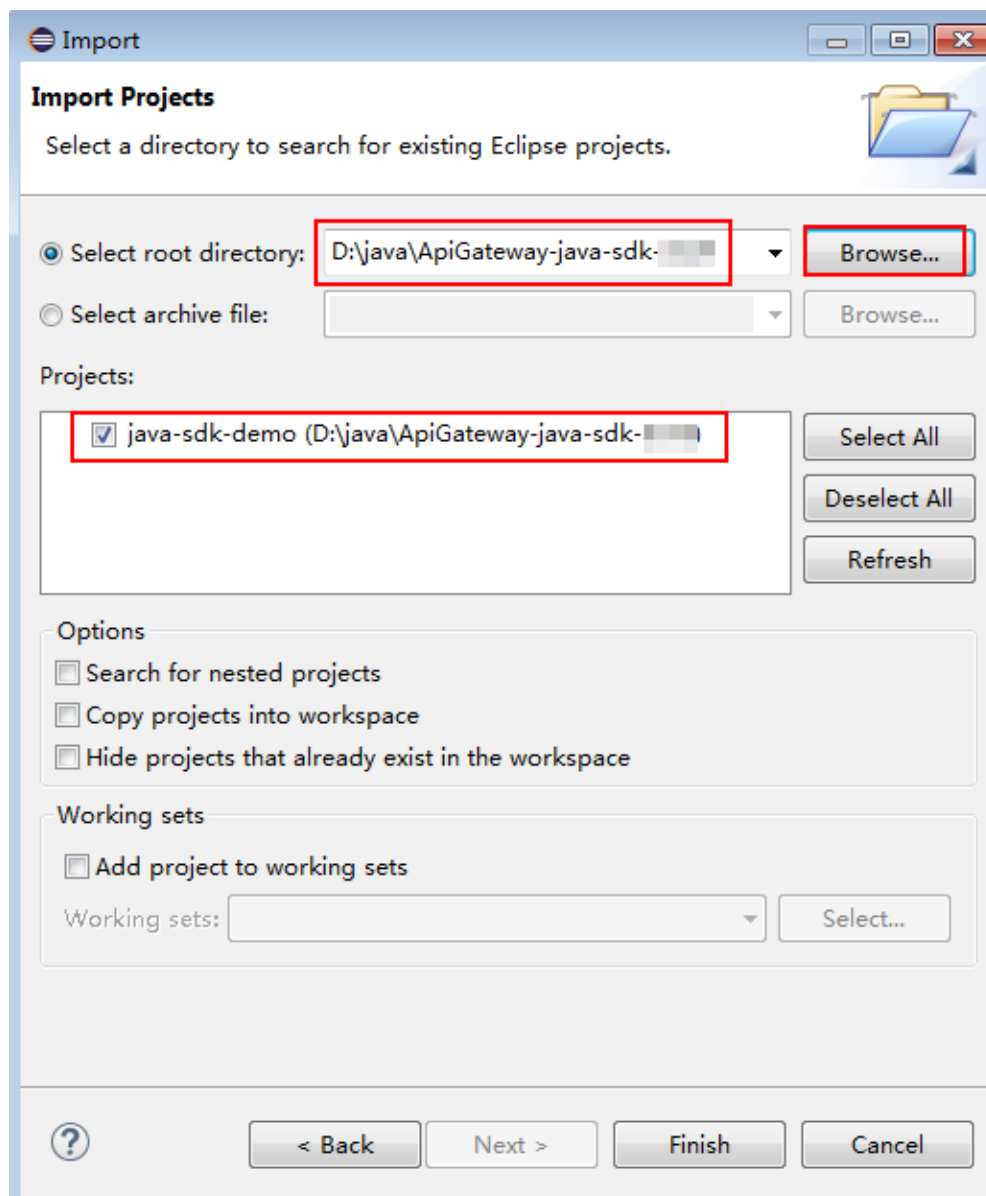 Import
Import Projects
Select a directory to search for existing Eclipse projects.
Select root directory: D:\java\ApiGateway-java-sdk- Browse...
Select archive file: Browse...
Projects:
java-sdk-demo (D:\java\ApiGateway-java-sdk- )
Select All
Deselect All
Refresh
Options
Search for nested projects
Copy projects into workspace
Hide projects that already exist in the workspace
Working sets
Add project to working sets
Working sets: Select...
? < Back Next > Finish Cancel